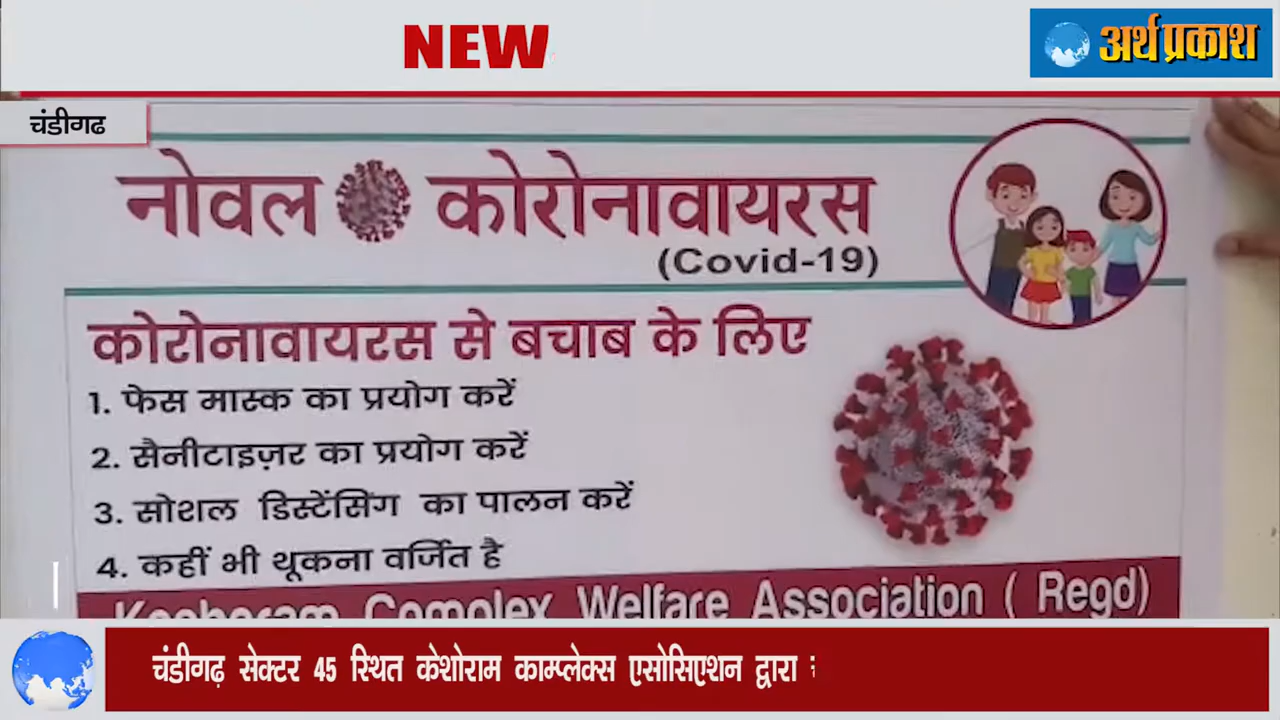 NEW
अर्थ प्रकाश
चंडीगढ
नोवल कोरोनावायरस
(Covid-19)
कोरोनावायरस से बचाब के लिए
1. फेस मास्क का प्रयोग करें
2. सैनीटाइज़र का प्रयोग करें
3. सोशल डिस्टेंसिंग का पालन करें
4. कहीं भी थूकना वर्जित है
Complex Welfare Association ( Regd)
चंडीगढ़ सेक्टर 45 स्थित केशोराम काम्प्लेक्स एसोसिएशन द्वारा